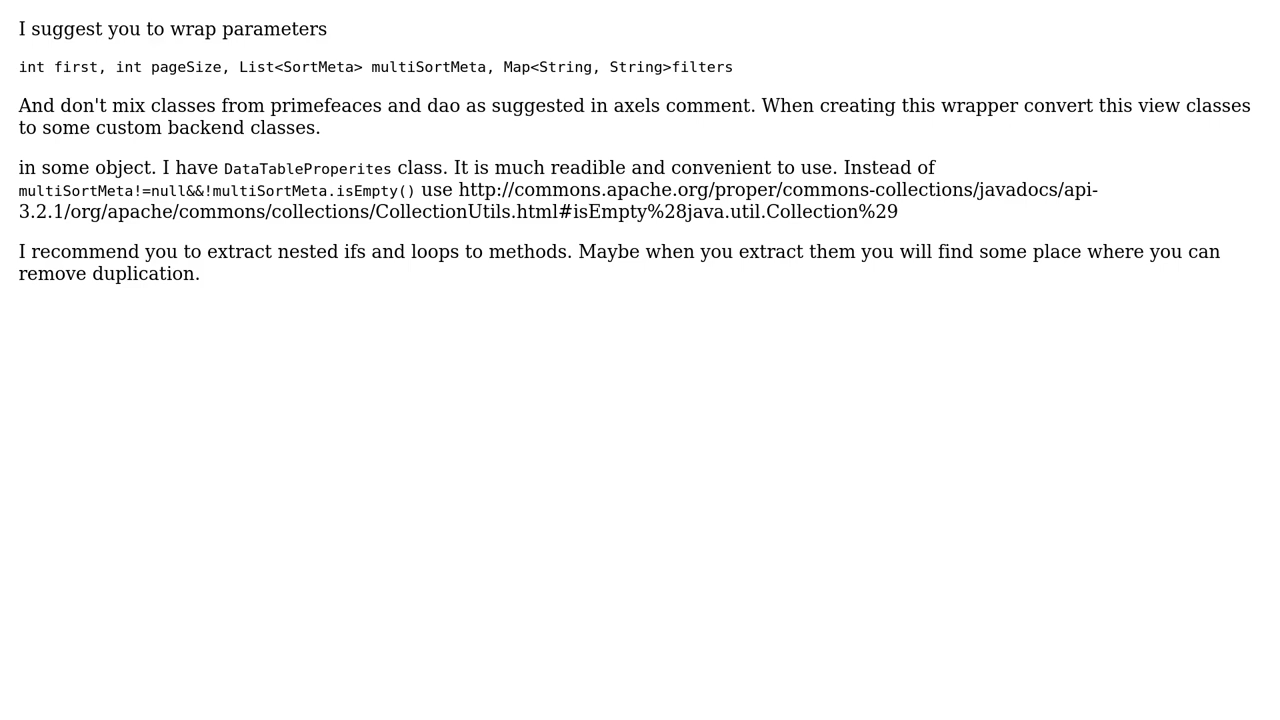 I suggest you to wrap parameters
int first, int pageSize, List<SortMeta> multiSortMeta, Map<String, String>filters
And don't mix classes from primefeaces and dao as suggested in axels comment. When creating this wrapper convert this view classes
to some custom backend classes.
in some object. I have DataTableProperites class. It is much readible and convenient to use. Instead of
multiSortMeta!=null&&!multiSortMeta.isEmpty() use http://commons.apache.org/proper/commons-collections/javadocs/api-
3.2.1/org/apache/commons/collections/CollectionUtils.html#isEmpty%28java.util.Collection%29
I recommend you to extract nested ifs and loops to methods. Maybe when you extract them you will find some place where you can
remove duplication.